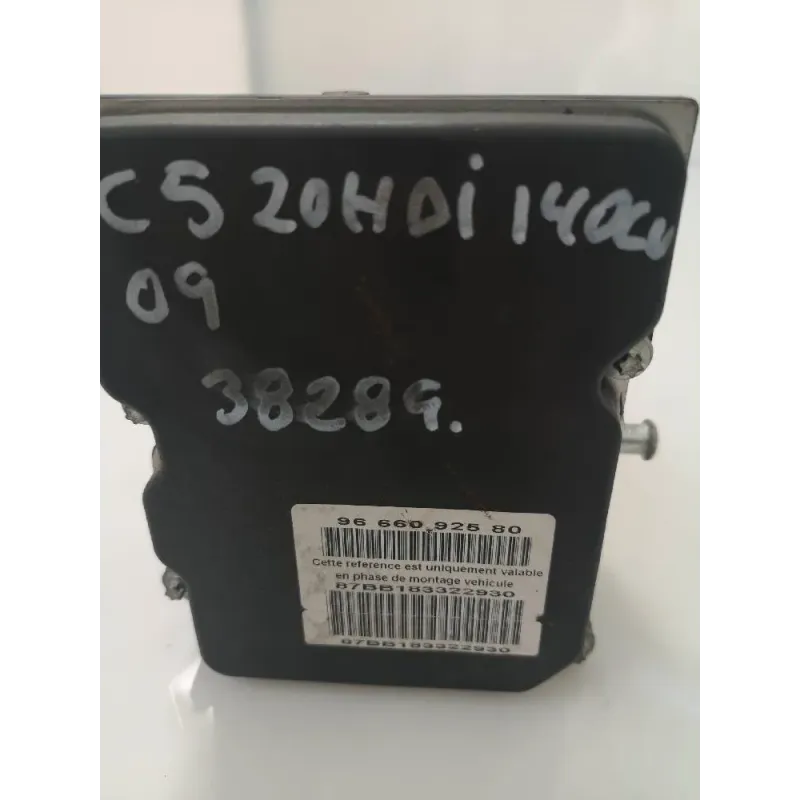 C5 20HDi 140cv
09
38289.
96 660 925 80
Cette reference est uniquement valable
en phase de montage vehicule
87BB183322930
87BB183322930